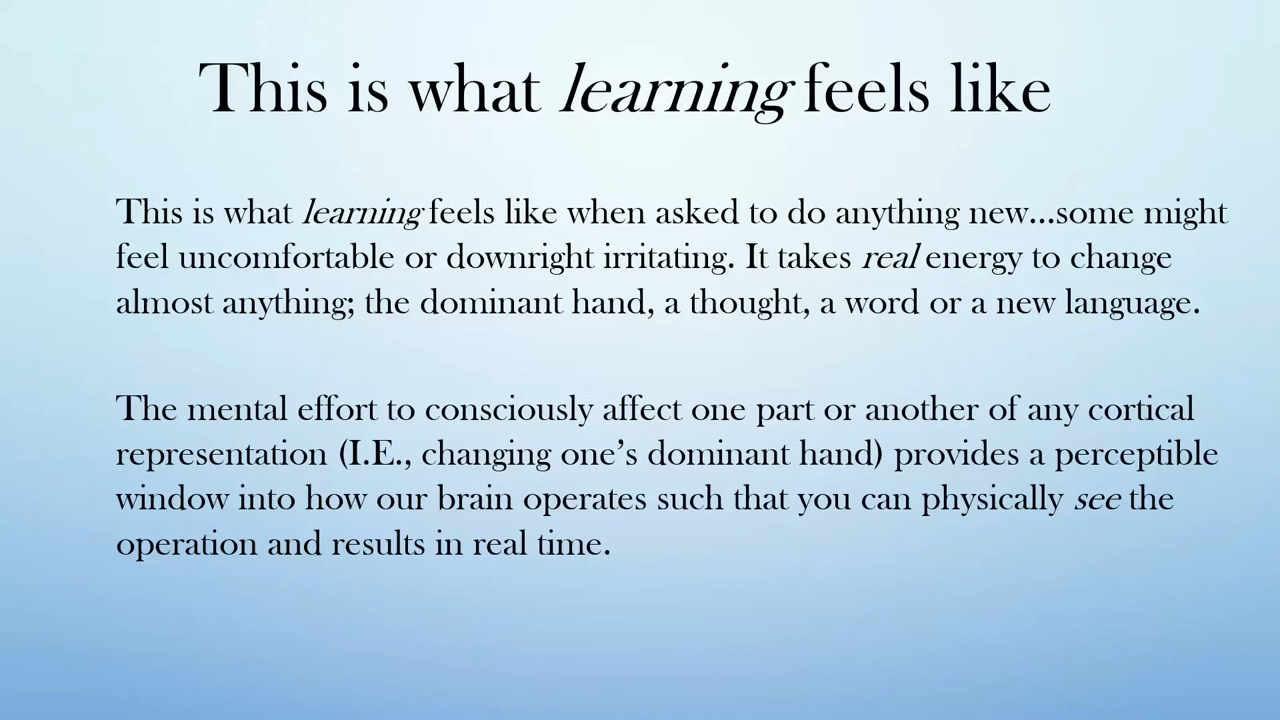 This is what learning feels like
This is what learning feels like when asked to do anything new...some might
feel uncomfortable or downright irritating. It takes real energy to change
almost anything; the dominant hand, a thought, a word or a new language.
The mental effort to consciously affect one part or another of any cortical
representation (I.E., changing one’s dominant hand) provides a perceptible
window into how our brain operates such that you can physically see the
operation and results in real time.